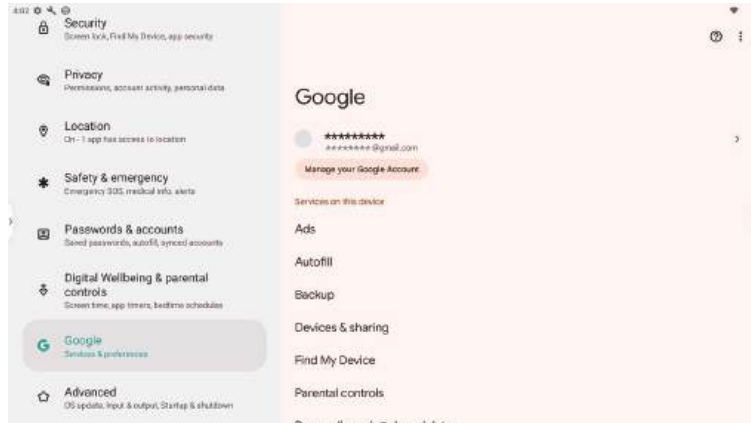 4:02
Security
Screen lock, Find My Device, app security
Privacy
Permissions, account activity, personal data
Location
On - 1 app has access to location
Safety & emergency
Emergency SOS, medical info, alerts
Passwords & accounts
Saved passwords, autofill, synced accounts
Digital Wellbeing & parental
controls
Screen time, app timers, bedtime schedules
Google
Services & preferences
Advanced
OS update, Input & output, Startup & shutdown
Google
*********
********@gmail.com
Manage your Google Account
Services on this device
Ads
Autofill
Backup
Devices & sharing
Find My Device
Parental controls